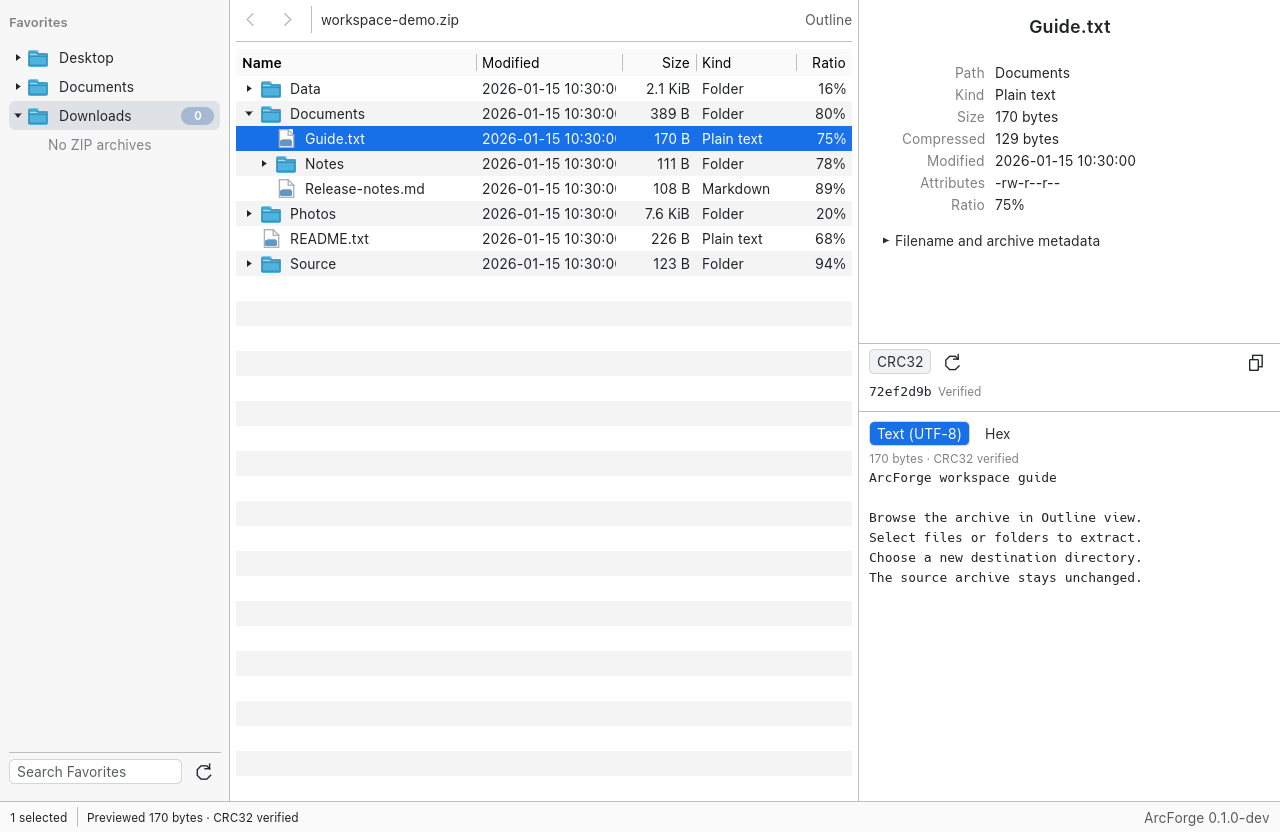 Favorites
Desktop
Documents
Downloads 0
No ZIP archives
Search Favorites
workspace-demo.zip Outline
Name Modified Size Kind Ratio
Data 2026-01-15 10:30:0 2.1 KiB Folder 16%
Documents 2026-01-15 10:30:0 389 B Folder 80%
Guide.txt 2026-01-15 10:30:0 170 B Plain text 75%
Notes 2026-01-15 10:30:0 111 B Folder 78%
Release-notes.md 2026-01-15 10:30:0 108 B Markdown 89%
Photos 2026-01-15 10:30:0 7.6 KiB Folder 20%
README.txt 2026-01-15 10:30:0 226 B Plain text 68%
Source 2026-01-15 10:30:0 123 B Folder 94%
Guide.txt
Path Documents
Kind Plain text
Size 170 bytes
Compressed 129 bytes
Modified 2026-01-15 10:30:00
Attributes -rw-r--r--
Ratio 75%
Filename and archive metadata
CRC32
72ef2d9b Verified
Text (UTF-8) Hex
170 bytes · CRC32 verified
ArcForge workspace guide
Browse the archive in Outline view.
Select files or folders to extract.
Choose a new destination directory.
The source archive stays unchanged.
1 selected Previewed 170 bytes · CRC32 verified ArcForge 0.1.0-dev